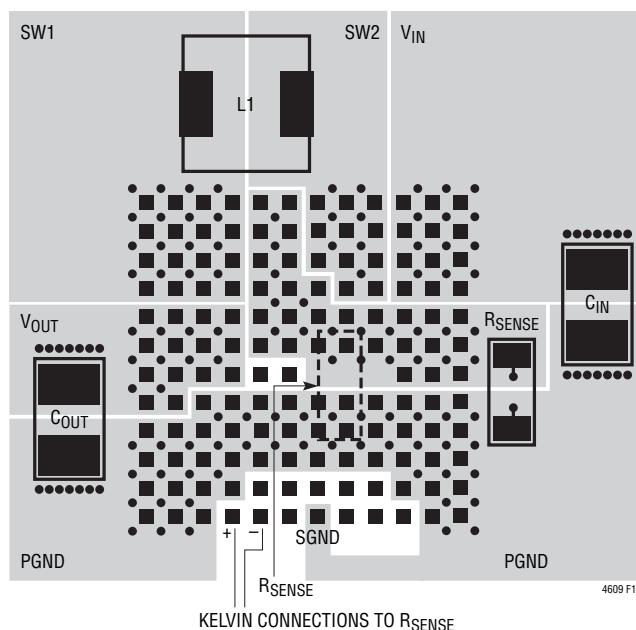 SW1
SW2
VIN
L1
VOUT
RSENSE
CIN
COUT
+ −
SGND
PGND
PGND
RSENSE
4609 F1
KELVIN CONNECTIONS TO RSENSE